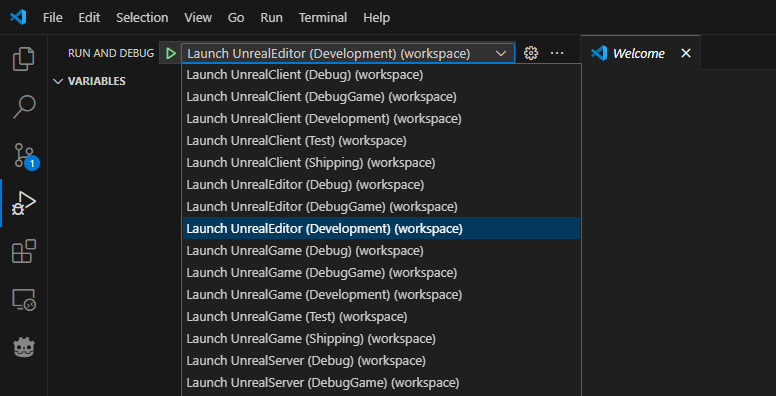 File Edit Selection View Go Run Terminal Help
RUN AND DEBUG Launch UnrealEditor (Development) (workspace) Welcome
VARIABLES
Launch UnrealClient (Debug) (workspace)
Launch UnrealClient (DebugGame) (workspace)
Launch UnrealClient (Development) (workspace)
Launch UnrealClient (Test) (workspace)
Launch UnrealClient (Shipping) (workspace)
1
Launch UnrealEditor (Debug) (workspace)
Launch UnrealEditor (DebugGame) (workspace)
Launch UnrealEditor (Development) (workspace)
Launch UnrealGame (Debug) (workspace)
Launch UnrealGame (DebugGame) (workspace)
Launch UnrealGame (Development) (workspace)
Launch UnrealGame (Test) (workspace)
Launch UnrealGame (Shipping) (workspace)
Launch UnrealServer (Debug) (workspace)
Launch UnrealServer (DebugGame) (workspace)